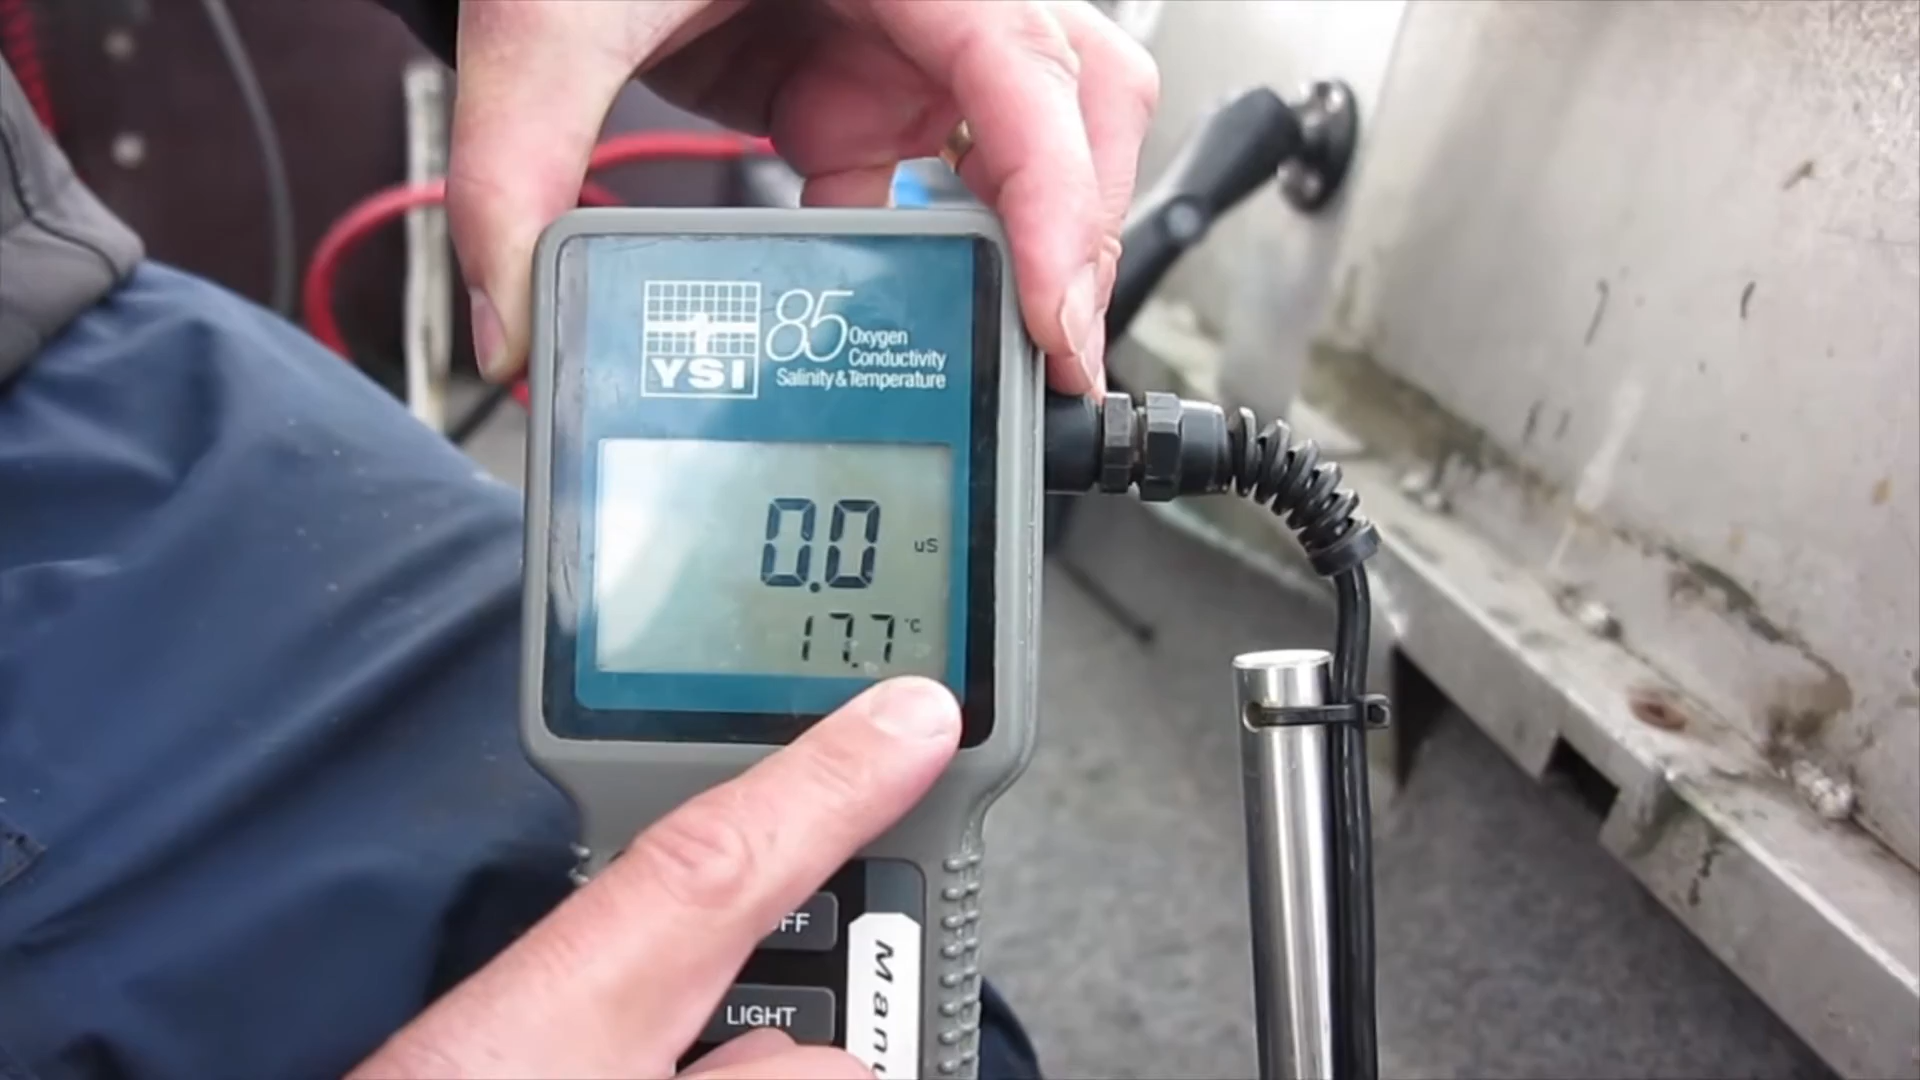 YSI
85
Oxygen
Conductivity
Salinity & Temperature
0.0 uS
17.7 °C
LIGHT